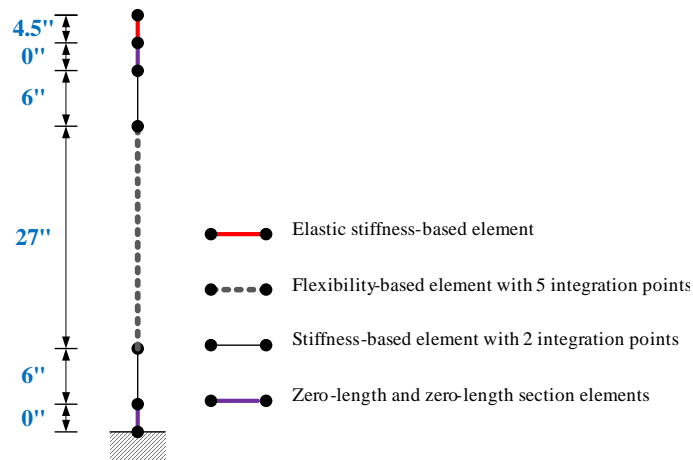 4.5"
0"
6"
27"
Elastic stiffness-based element
Flexibility-based element with 5 integration points
Stiffness-based element with 2 integration points
6"
Zero-length and zero-length section elements
0"